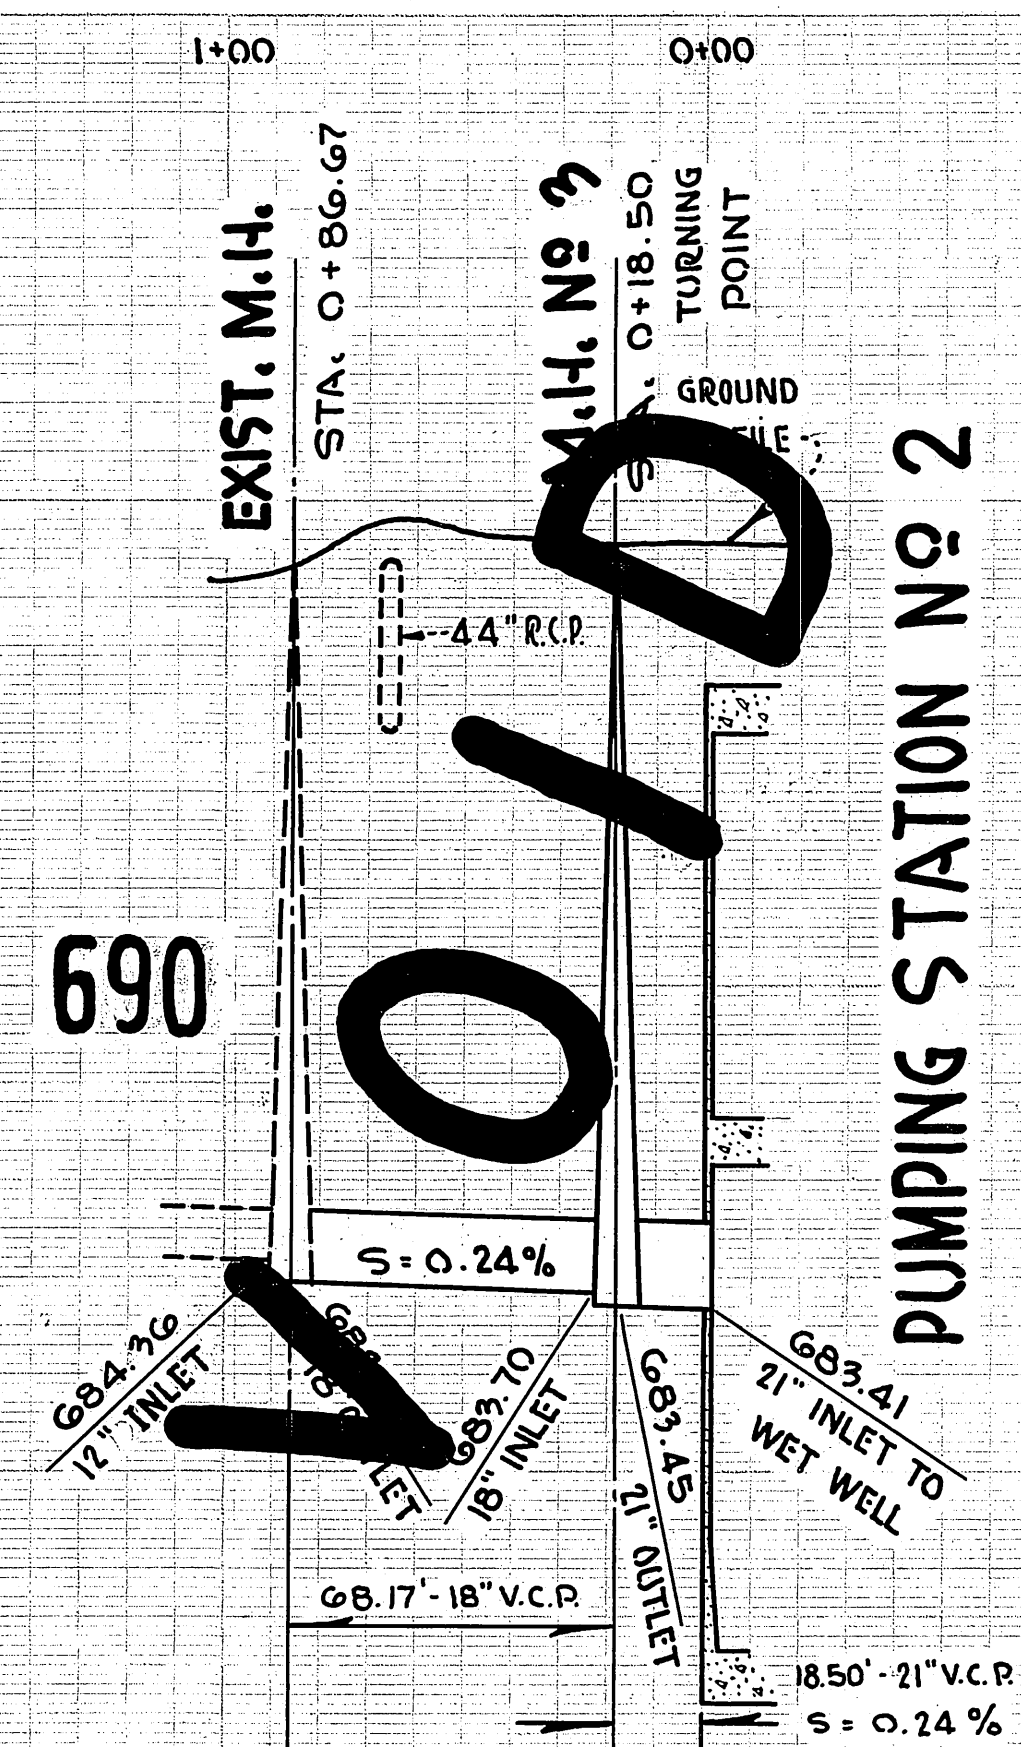 1+00
0+00
EXIST. M.H.
STA. 0+86.67
M.H. Nº 3
STA. 0+18.50
TURNING
POINT
GROUND
44" R.C.P.
VOID
690
PUMPING STATION Nº 2
S = 0.24%
684.36
12" INLET
683.70
18" INLET
683.45
21" OUTLET
683.41
21" INLET TO
WET WELL
68.17'-18" V.C.P.
18.50'-21" V.C.P.
S = 0.24%